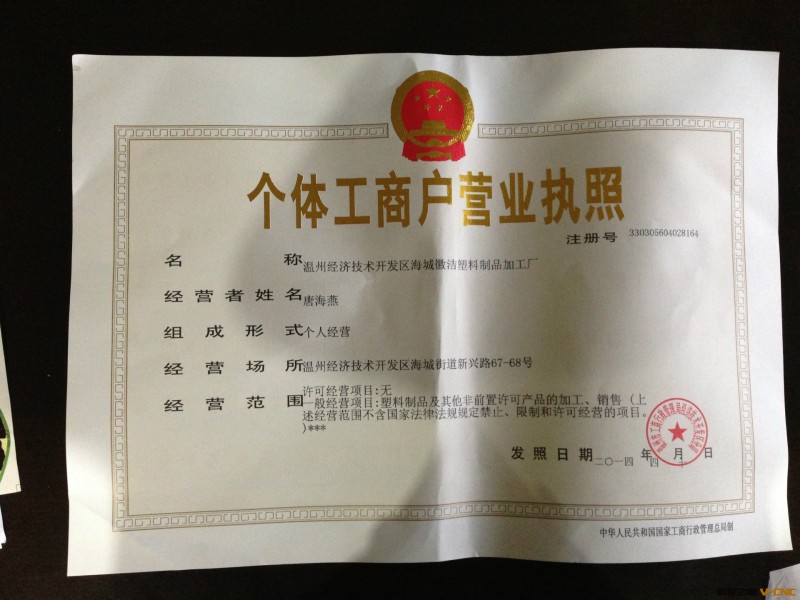 个体工商户营业执照
注册号 330305604028164
名称 温州经济技术开发区海城徽洁塑料制品加工厂
经营者姓名 唐海燕
组成形式 个人经营
经营场所 温州经济技术开发区海城街道新兴路67-68号
经营范围 许可经营项目:无
一般经营项目:塑料制品及其他非前置许可产品的加工、销售（上
述经营范围不含国家法律法规规定禁止、限制和许可经营的项目。
)***
发照日期 二〇一四年四月 日
中华人民共和国国家工商行政管理总局制